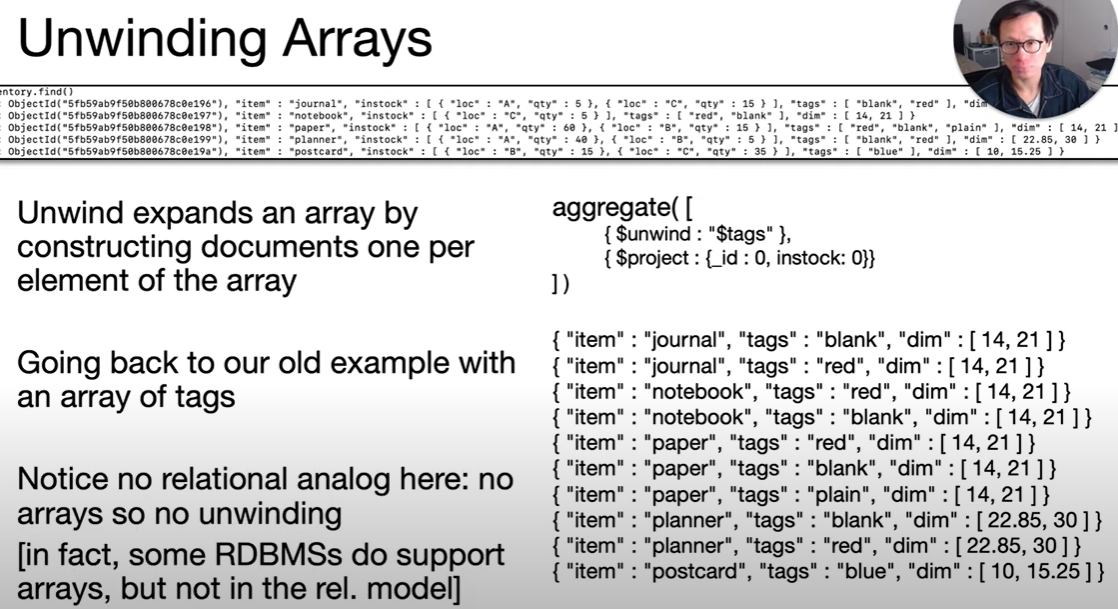 Unwinding Arrays
entory.find()
: ObjectId("5fb59ab9f50b800678c0e196"), "item" : "journal", "instock" : [ { "loc" : "A", "qty" : 5 }, { "loc" : "C", "qty" : 15 } ], "tags" : [ "blank", "red" ], "dim
: ObjectId("5fb59ab9f50b800678c0e197"), "item" : "notebook", "instock" : [ { "loc" : "C", "qty" : 5 } ], "tags" : [ "red", "blank" ], "dim" : [ 14, 21 ] }
: ObjectId("5fb59ab9f50b800678c0e198"), "item" : "paper", "instock" : [ { "loc" : "A", "qty" : 60 }, { "loc" : "B", "qty" : 15 } ], "tags" : [ "red", "blank", "plain" ], "dim" : [ 14, 21 ]
: ObjectId("5fb59ab9f50b800678c0e199"), "item" : "planner", "instock" : [ { "loc" : "A", "qty" : 40 }, { "loc" : "B", "qty" : 5 } ], "tags" : [ "blank", "red" ], "dim" : [ 22.85, 30 ] }
: ObjectId("5fb59ab9f50b800678c0e19a"), "item" : "postcard", "instock" : [ { "loc" : "B", "qty" : 15 }, { "loc" : "C", "qty" : 35 } ], "tags" : [ "blue" ], "dim" : [ 10, 15.25 ] }
Unwind expands an array by
constructing documents one per
element of the array
Going back to our old example with
an array of tags
Notice no relational analog here: no
arrays so no unwinding
[in fact, some RDBMSs do support
arrays, but not in the rel. model]
aggregate( [
{ $unwind : "$tags" },
{ $project : {_id : 0, instock: 0}}
] )
{ "item" : "journal", "tags" : "blank", "dim" : [ 14, 21 ] }
{ "item" : "journal", "tags" : "red", "dim" : [ 14, 21 ] }
{ "item" : "notebook", "tags" : "red", "dim" : [ 14, 21 ] }
{ "item" : "notebook", "tags" : "blank", "dim" : [ 14, 21 ] }
{ "item" : "paper", "tags" : "red", "dim" : [ 14, 21 ] }
{ "item" : "paper", "tags" : "blank", "dim" : [ 14, 21 ] }
{ "item" : "paper", "tags" : "plain", "dim" : [ 14, 21 ] }
{ "item" : "planner", "tags" : "blank", "dim" : [ 22.85, 30 ] }
{ "item" : "planner", "tags" : "red", "dim" : [ 22.85, 30 ] }
{ "item" : "postcard", "tags" : "blue", "dim" : [ 10, 15.25 ] }